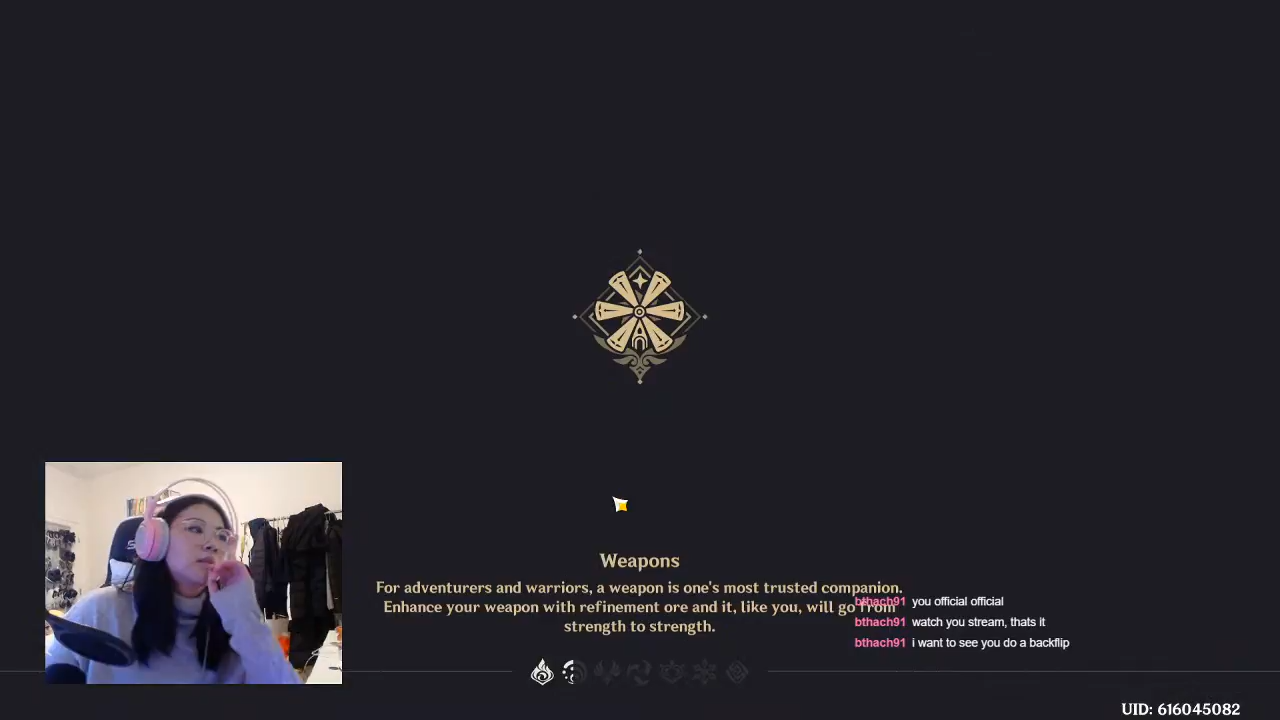 Weapons
For adventurers and warriors, a weapon is one's most trusted companion.
Enhance your weapon with refinement ore and it, like you, will go from
strength to strength.
bthach91 you official official
bthach91 watch you stream, thats it
bthach91 i want to see you do a backflip
UID: 616045082